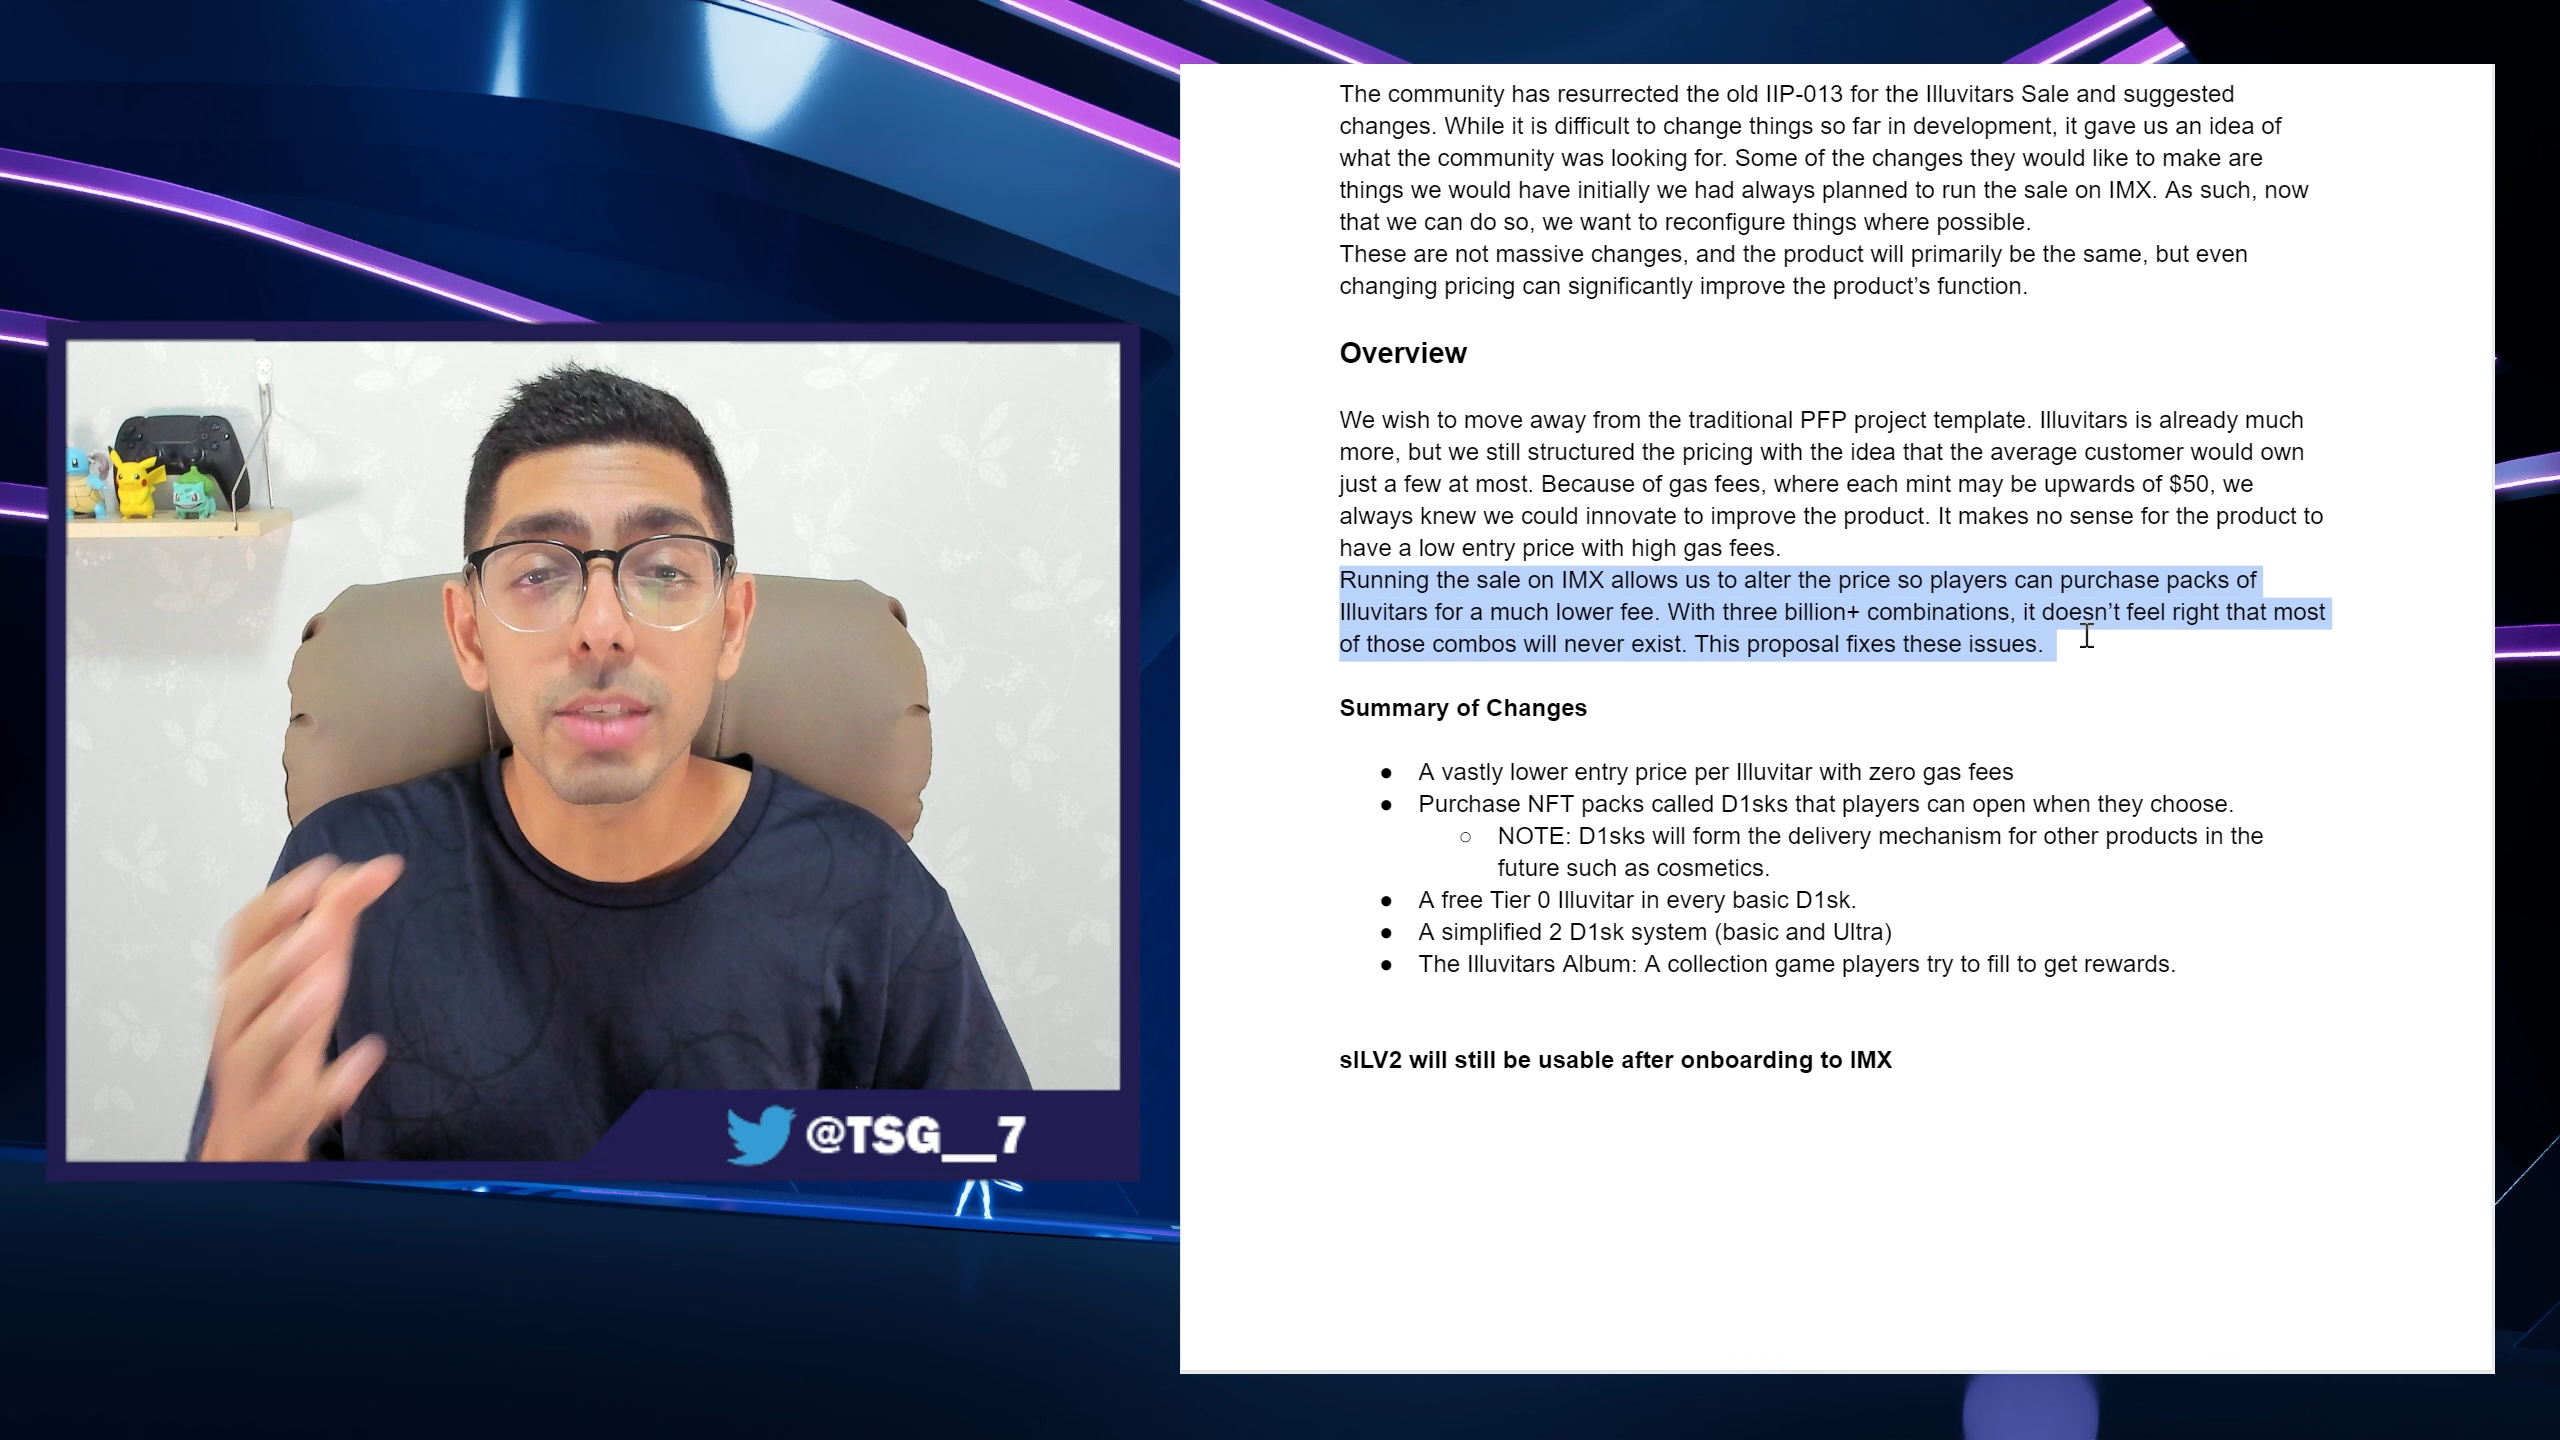 The community has resurrected the old IIP-013 for the Illuvitars Sale and suggested
changes. While it is difficult to change things so far in development, it gave us an idea of
what the community was looking for. Some of the changes they would like to make are
things we would have initially we had always planned to run the sale on IMX. As such, now
that we can do so, we want to reconfigure things where possible.
These are not massive changes, and the product will primarily be the same, but even
changing pricing can significantly improve the product’s function.
Overview
We wish to move away from the traditional PFP project template. Illuvitars is already much
more, but we still structured the pricing with the idea that the average customer would own
just a few at most. Because of gas fees, where each mint may be upwards of $50, we
always knew we could innovate to improve the product. It makes no sense for the product to
have a low entry price with high gas fees.
Running the sale on IMX allows us to alter the price so players can purchase packs of
Illuvitars for a much lower fee. With three billion+ combinations, it doesn’t feel right that most
of those combos will never exist. This proposal fixes these issues.
Summary of Changes
● A vastly lower entry price per Illuvitar with zero gas fees
● Purchase NFT packs called D1sks that players can open when they choose.
○ NOTE: D1sks will form the delivery mechanism for other products in the
future such as cosmetics.
● A free Tier 0 Illuvitar in every basic D1sk.
● A simplified 2 D1sk system (basic and Ultra)
● The Illuvitars Album: A collection game players try to fill to get rewards.
sILV2 will still be usable after onboarding to IMX
@TSG__7